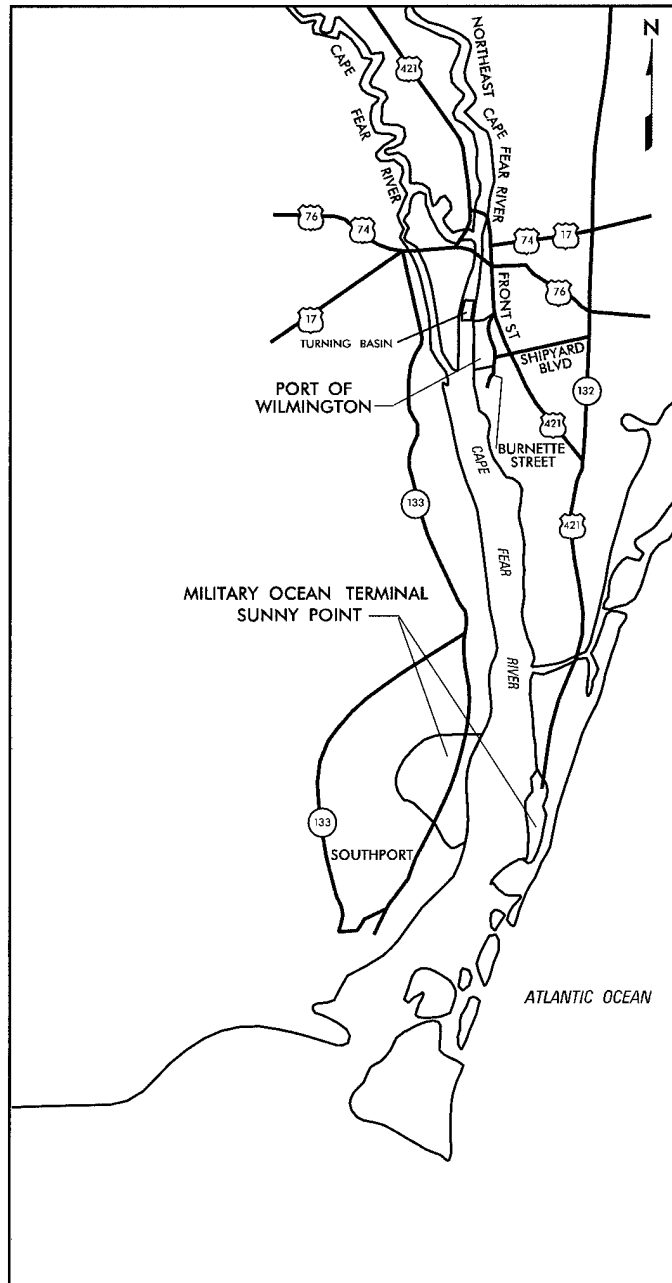 N
421
CAPE
FEAR
RIVER
NORTHEAST CAPE FEAR RIVER
76
74
74
17
17
76
FRONT ST
TURNING BASIN
SHIPYARD
BLVD
PORT OF
WILMINGTON
132
421
BURNETTE
STREET
CAPE
133
421
FEAR
MILITARY OCEAN TERMINAL
SUNNY POINT
RIVER
133
SOUTHPORT
ATLANTIC OCEAN